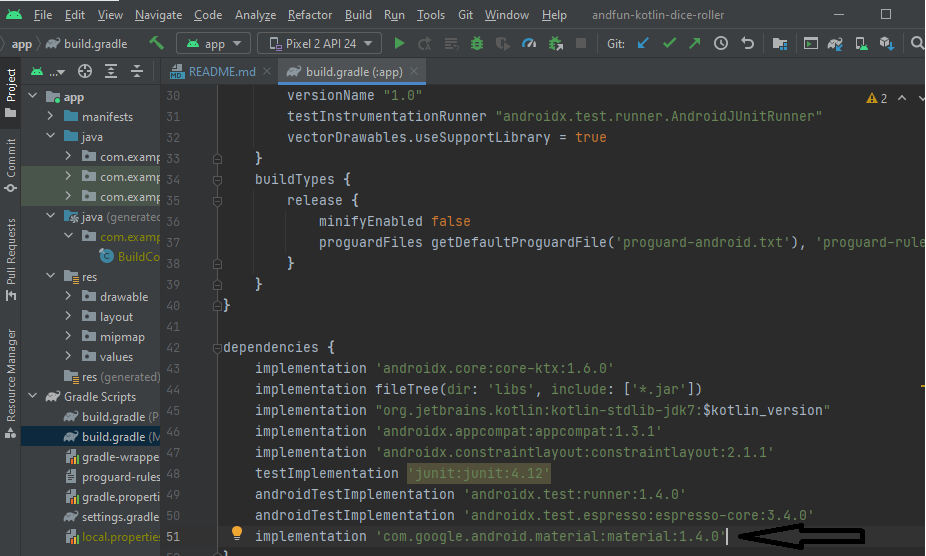 File Edit View Navigate Code Analyze Refactor Build Run Tools Git Window Help andfun-kotlin-dice-roller
app build.gradle app Pixel 2 API 24 Git:
Project
Commit
Pull Requests
Resource Manager
...
app
manifests
java
com.examp
com.examp
com.examp
java (generated
com.examp
BuildCo
res
drawable
layout
mipmap
values
res (generated)
Gradle Scripts
build.gradle (P
build.gradle (M
gradle-wrappe
proguard-rules
gradle.properti
settings.gradle
local.properties
README.md build.gradle (:app)
2
30 versionName "1.0"
31 testInstrumentationRunner "androidx.test.runner.AndroidJUnitRunner"
32 vectorDrawables.useSupportLibrary = true
33 }
34 buildTypes {
35 release {
36 minifyEnabled false
37 proguardFiles getDefaultProguardFile('proguard-android.txt'), 'proguard-rule
38 }
39 }
40 }
41
42 dependencies {
43 implementation 'androidx.core:core-ktx:1.6.0'
44 implementation fileTree(dir: 'libs', include: ['*.jar'])
45 implementation "org.jetbrains.kotlin:kotlin-stdlib-jdk7:$kotlin_version"
46 implementation 'androidx.appcompat:appcompat:1.3.1'
47 implementation 'androidx.constraintlayout:constraintlayout:2.1.1'
48 testImplementation 'junit:junit:4.12'
49 androidTestImplementation 'androidx.test:runner:1.4.0'
50 androidTestImplementation 'androidx.test.espresso:espresso-core:3.4.0'
51 implementation 'com.google.android.material:material:1.4.0'
}